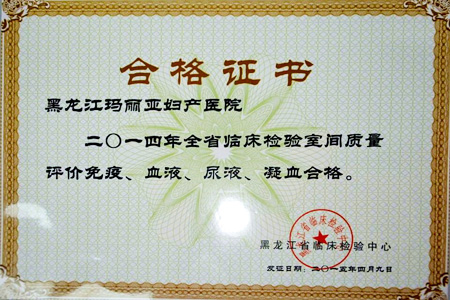 合格证书
黑龙江玛丽亚妇产医院
二〇一四年全省临床检验室间质量
评价免疫、血液、尿液、凝血合格。
黑龙江省临床检验中心
发证日期：二〇一五年四月九日